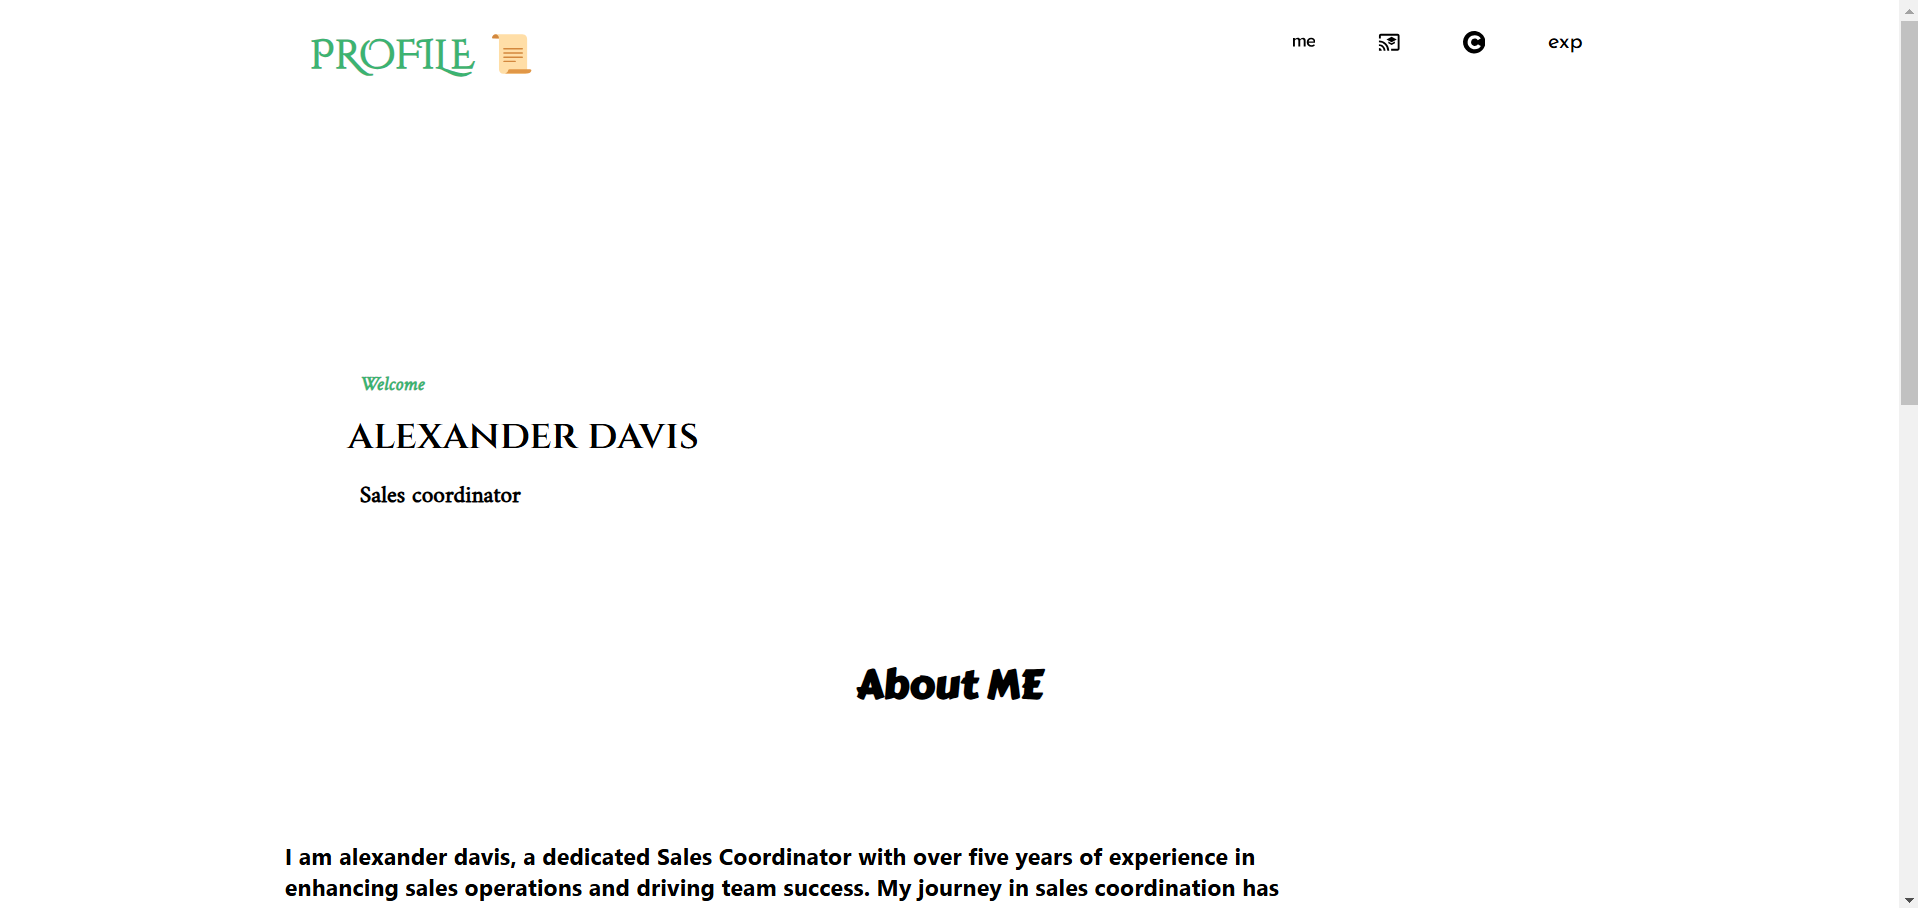 PROFILE
me
exp
Welcome
ALEXANDER DAVIS
Sales coordinator
About ME
I am alexander davis, a dedicated Sales Coordinator with over five years of experience in
enhancing sales operations and driving team success. My journey in sales coordination has